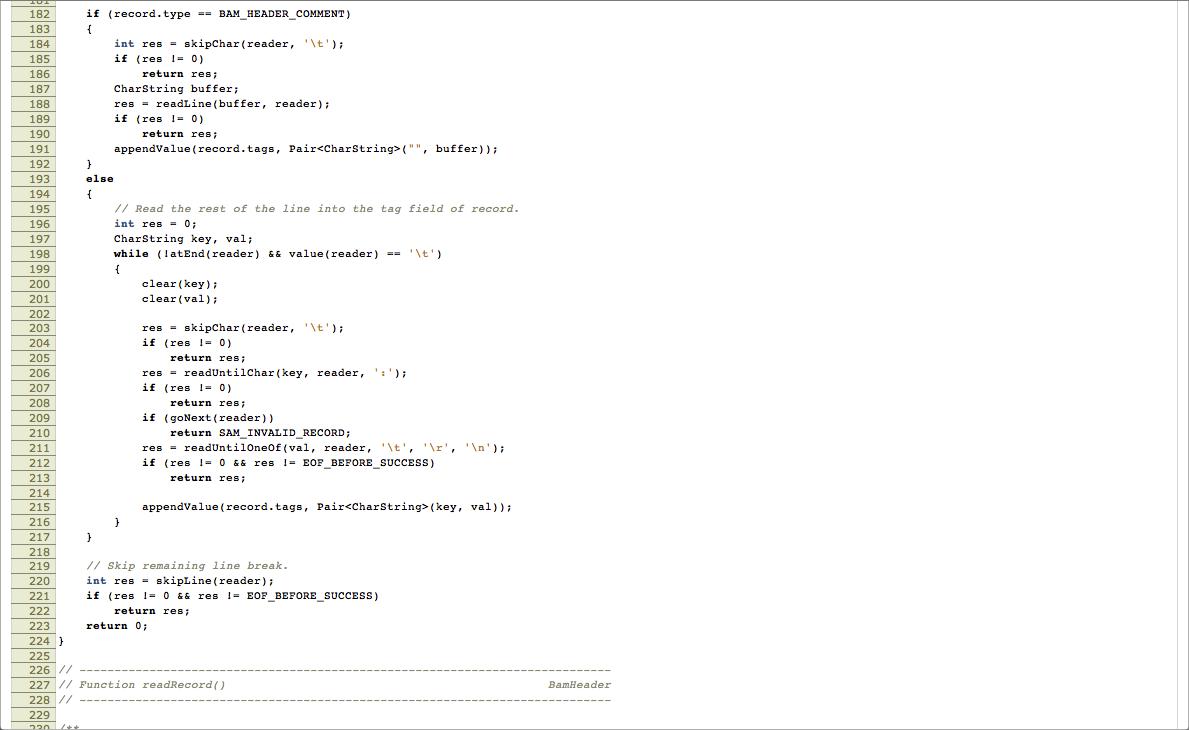 182     if (record.type == BAM_HEADER_COMMENT)
183     {
184         int res = skipChar(reader, '\t');
185         if (res != 0)
186             return res;
187         CharString buffer;
188         res = readLine(buffer, reader);
189         if (res != 0)
190             return res;
191         appendValue(record.tags, Pair<CharString>("", buffer));
192     }
193     else
194     {
195         // Read the rest of the line into the tag field of record.
196         int res = 0;
197         CharString key, val;
198         while (!atEnd(reader) && value(reader) == '\t')
199         {
200             clear(key);
201             clear(val);
202
203             res = skipChar(reader, '\t');
204             if (res != 0)
205                 return res;
206             res = readUntilChar(key, reader, ':');
207             if (res != 0)
208                 return res;
209             if (goNext(reader))
210                 return SAM_INVALID_RECORD;
211             res = readUntilOneOf(val, reader, '\t', '\r', '\n');
212             if (res != 0 && res != EOF_BEFORE_SUCCESS)
213                 return res;
214
215             appendValue(record.tags, Pair<CharString>(key, val));
216         }
217     }
218
219     // Skip remaining line break.
220     int res = skipLine(reader);
221     if (res != 0 && res != EOF_BEFORE_SUCCESS)
222         return res;
223     return 0;
224 }
225
226 // ----------------------------------------------------------------------------
227 // Function readRecord()                                              BamHeader
228 // ----------------------------------------------------------------------------
229
230 /**